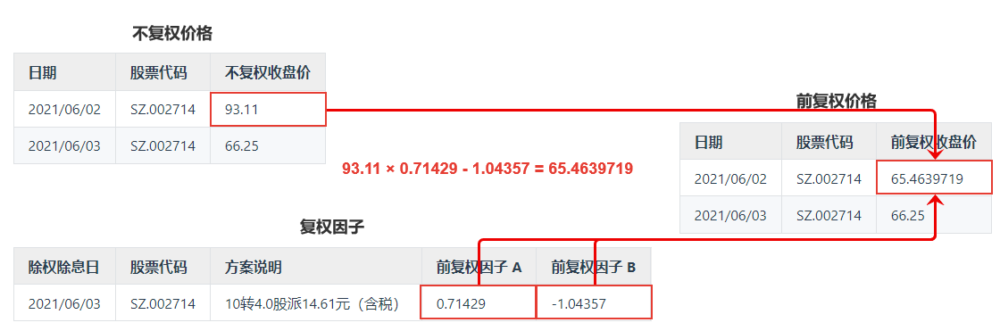 不复权价格
日期 股票代码 不复权收盘价
2021/06/02 SZ.002714 93.11
2021/06/03 SZ.002714 66.25
93.11 × 0.71429 - 1.04357 = 65.4639719
前复权价格
日期 股票代码 前复权收盘价
2021/06/02 SZ.002714 65.4639719
2021/06/03 SZ.002714 66.25
复权因子
除权除息日 股票代码 方案说明 前复权因子 A 前复权因子 B
2021/06/03 SZ.002714 10转4.0股派14.61元（含税） 0.71429 -1.04357